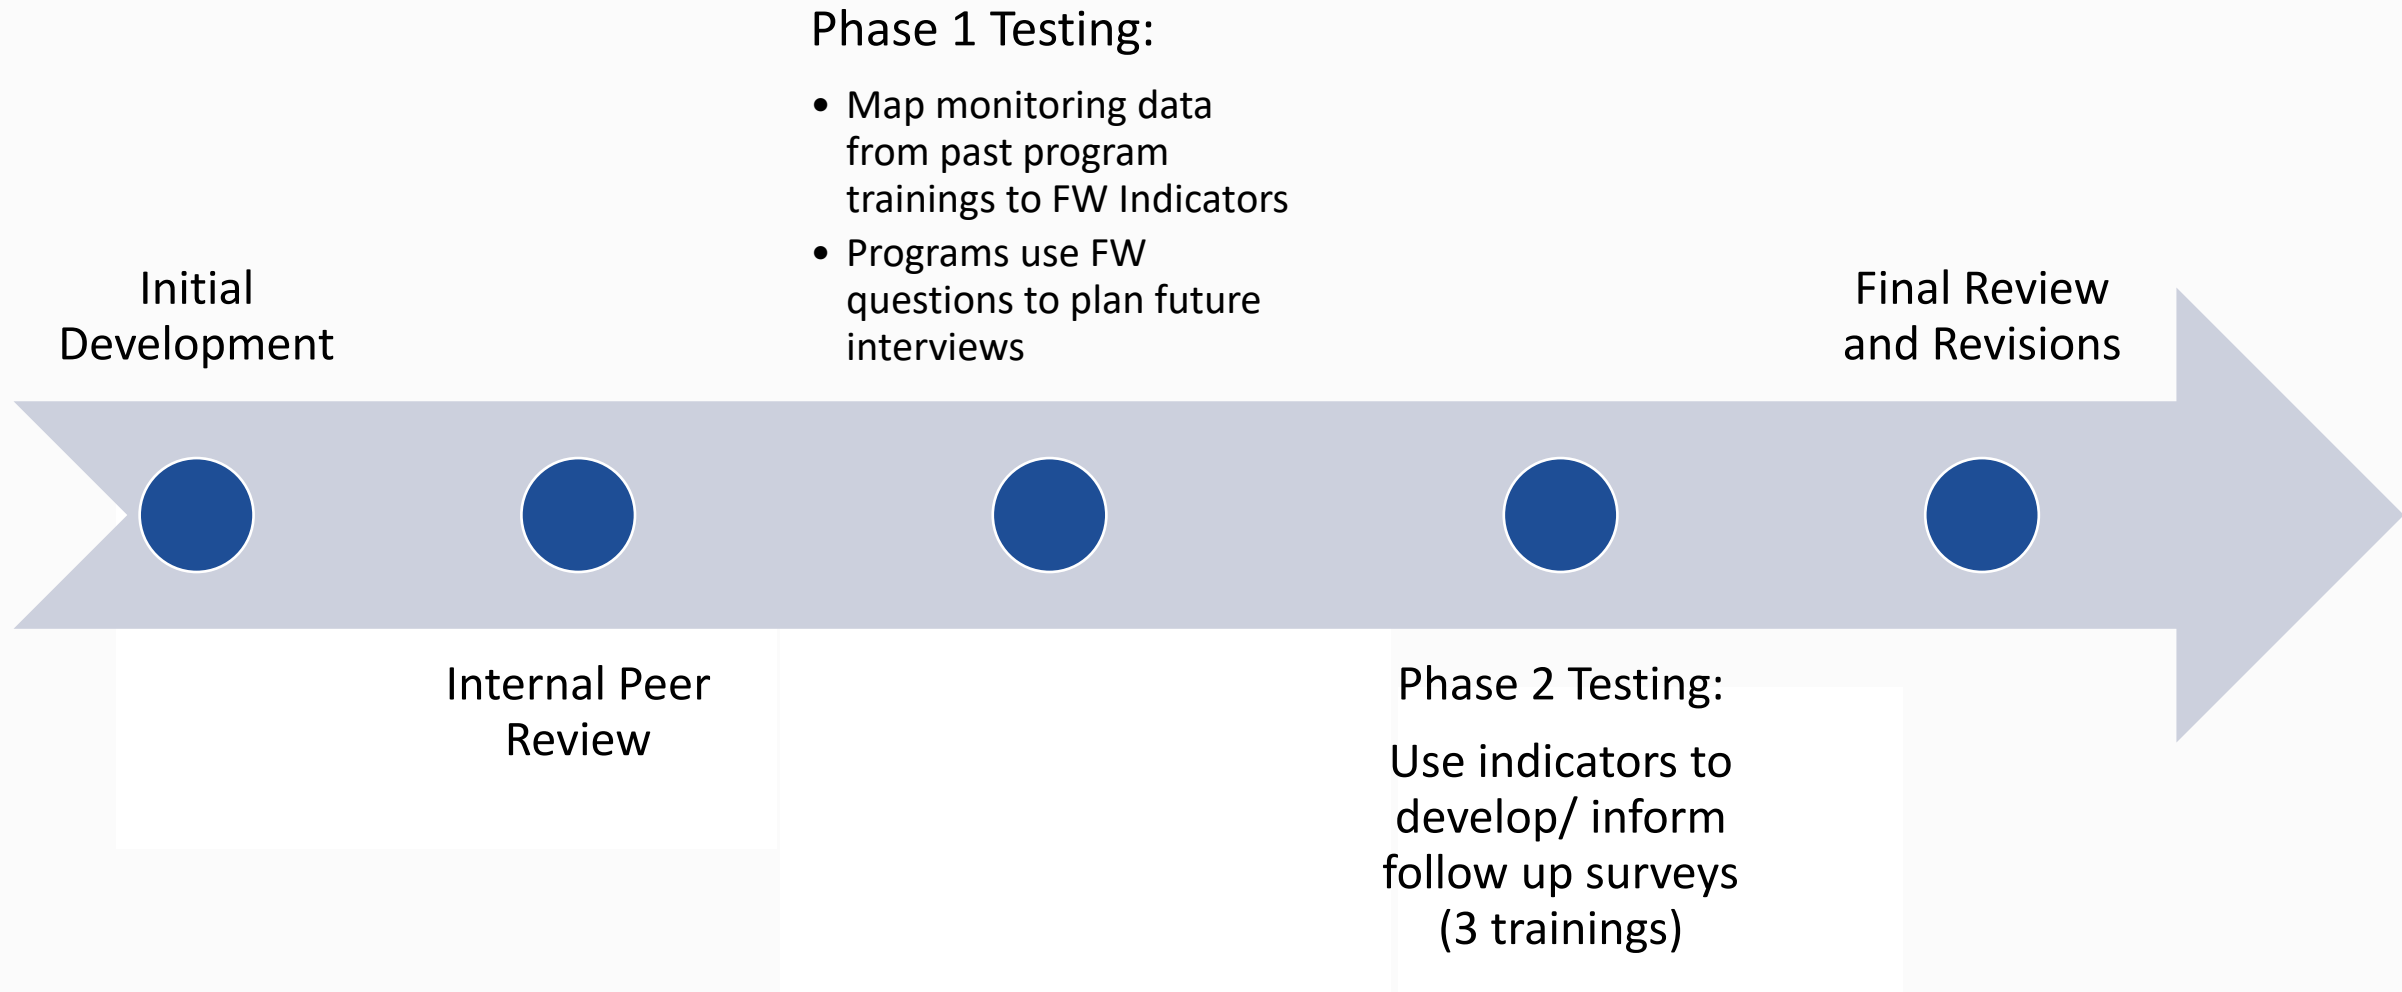 Initial
Development
Internal Peer
Review
Phase 1 Testing:
• Map monitoring data
from past program
trainings to FW Indicators
• Programs use FW
questions to plan future
interviews
Phase 2 Testing:
Use indicators to
develop/ inform
follow up surveys
(3 trainings)
Final Review
and Revisions